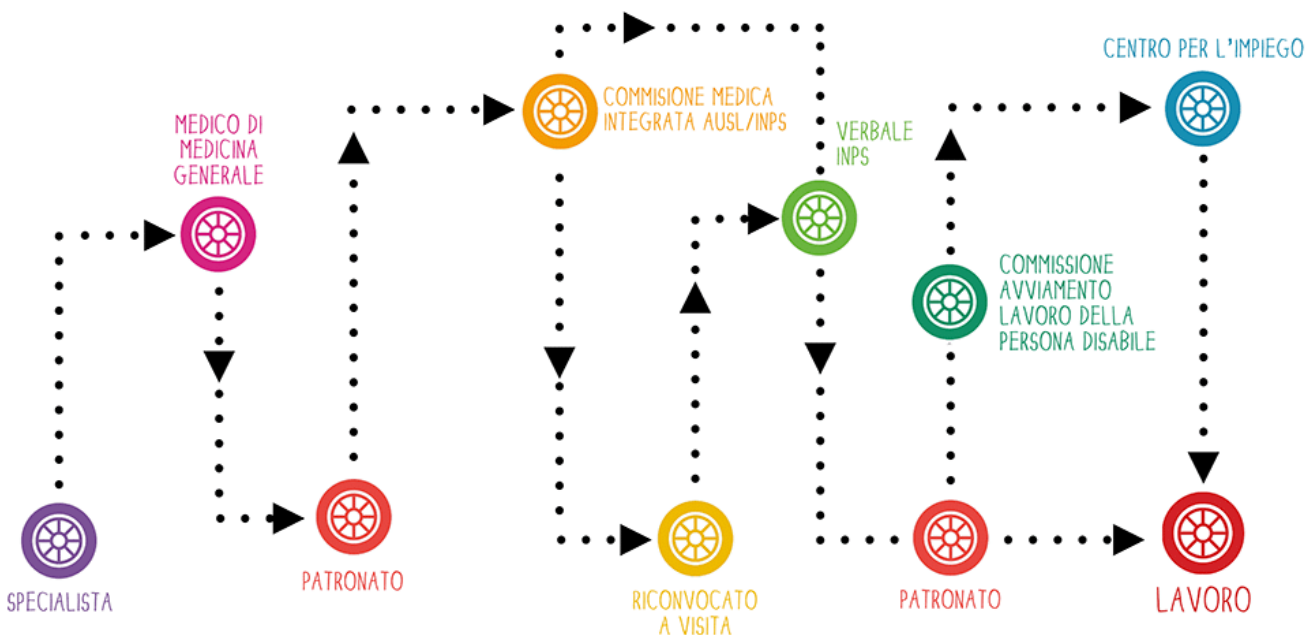 SPECIALISTA
MEDICO DI
MEDICINA
GENERALE
PATRONATO
COMMISIONE MEDICA
INTEGRATA AUSL/INPS
RICONVOCATO
A VISITA
VERBALE
INPS
PATRONATO
COMMISSIONE
AVVIAMENTO
LAVORO DELLA
PERSONA DISABILE
CENTRO PER L'IMPIEGO
LAVORO